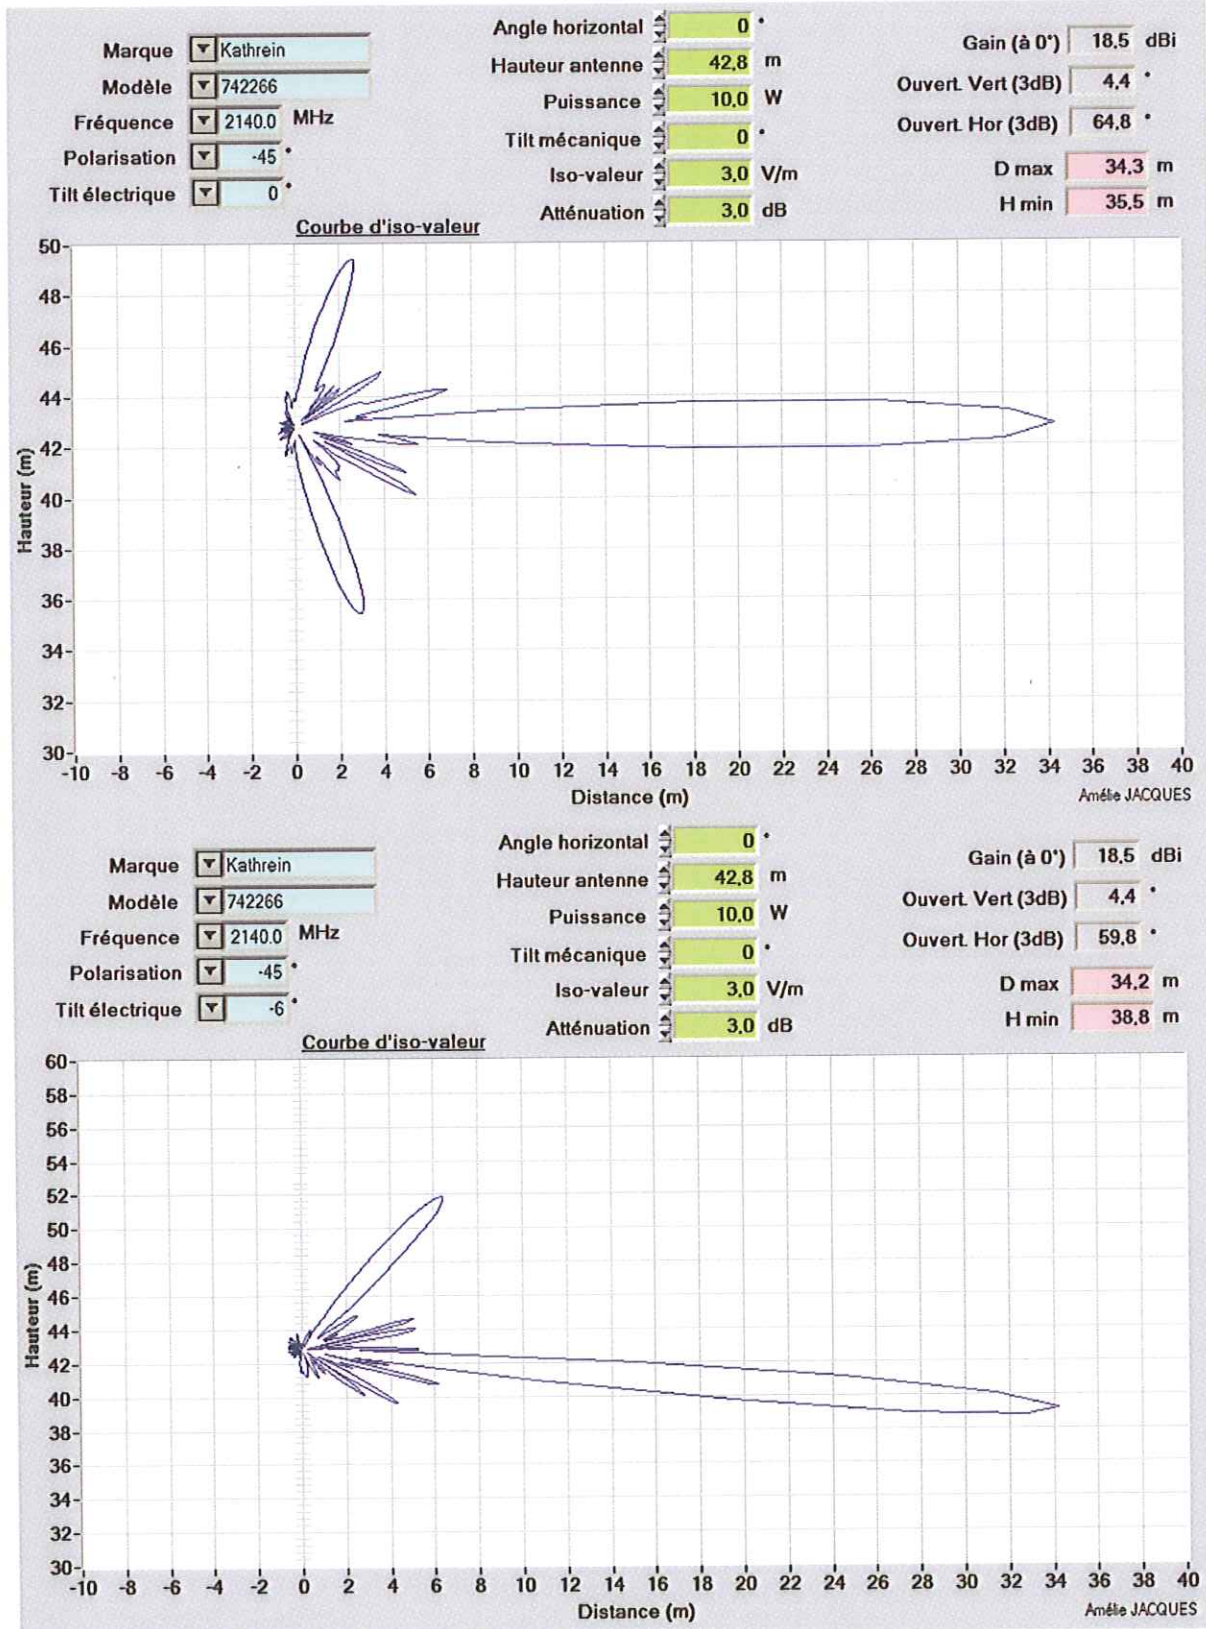 Marque Kathrein
Modèle 742266
Fréquence 2140.0 MHz
Polarisation -45 °
Tilt électrique 0 °
Angle horizontal 0 °
Hauteur antenne 42,8 m
Puissance 10,0 W
Tilt mécanique 0 °
Iso-valeur 3,0 V/m
Atténuation 3,0 dB
Gain (à 0°) 18,5 dBi
Ouvert. Vert (3dB) 4,4 °
Ouvert. Hor (3dB) 64,8 °
D max 34,3 m
H min 35,5 m
Courbe d'iso-valeur
Hauteur (m)
50
48
46
44
42
40
38
36
34
32
30
-10 -8 -6 -4 -2 0 2 4 6 8 10 12 14 16 18 20 22 24 26 28 30 32 34 36 38 40
Distance (m)
Amélie JACQUES
Marque Kathrein
Modèle 742266
Fréquence 2140.0 MHz
Polarisation -45 °
Tilt électrique -6 °
Angle horizontal 0 °
Hauteur antenne 42,8 m
Puissance 10,0 W
Tilt mécanique 0 °
Iso-valeur 3,0 V/m
Atténuation 3,0 dB
Gain (à 0°) 18,5 dBi
Ouvert. Vert (3dB) 4,4 °
Ouvert. Hor (3dB) 59,8 °
D max 34,2 m
H min 38,8 m
Courbe d'iso-valeur
Hauteur (m)
60
58
56
54
52
50
48
46
44
42
40
38
36
34
32
30
-10 -8 -6 -4 -2 0 2 4 6 8 10 12 14 16 18 20 22 24 26 28 30 32 34 36 38 40
Distance (m)
Amélie JACQUES